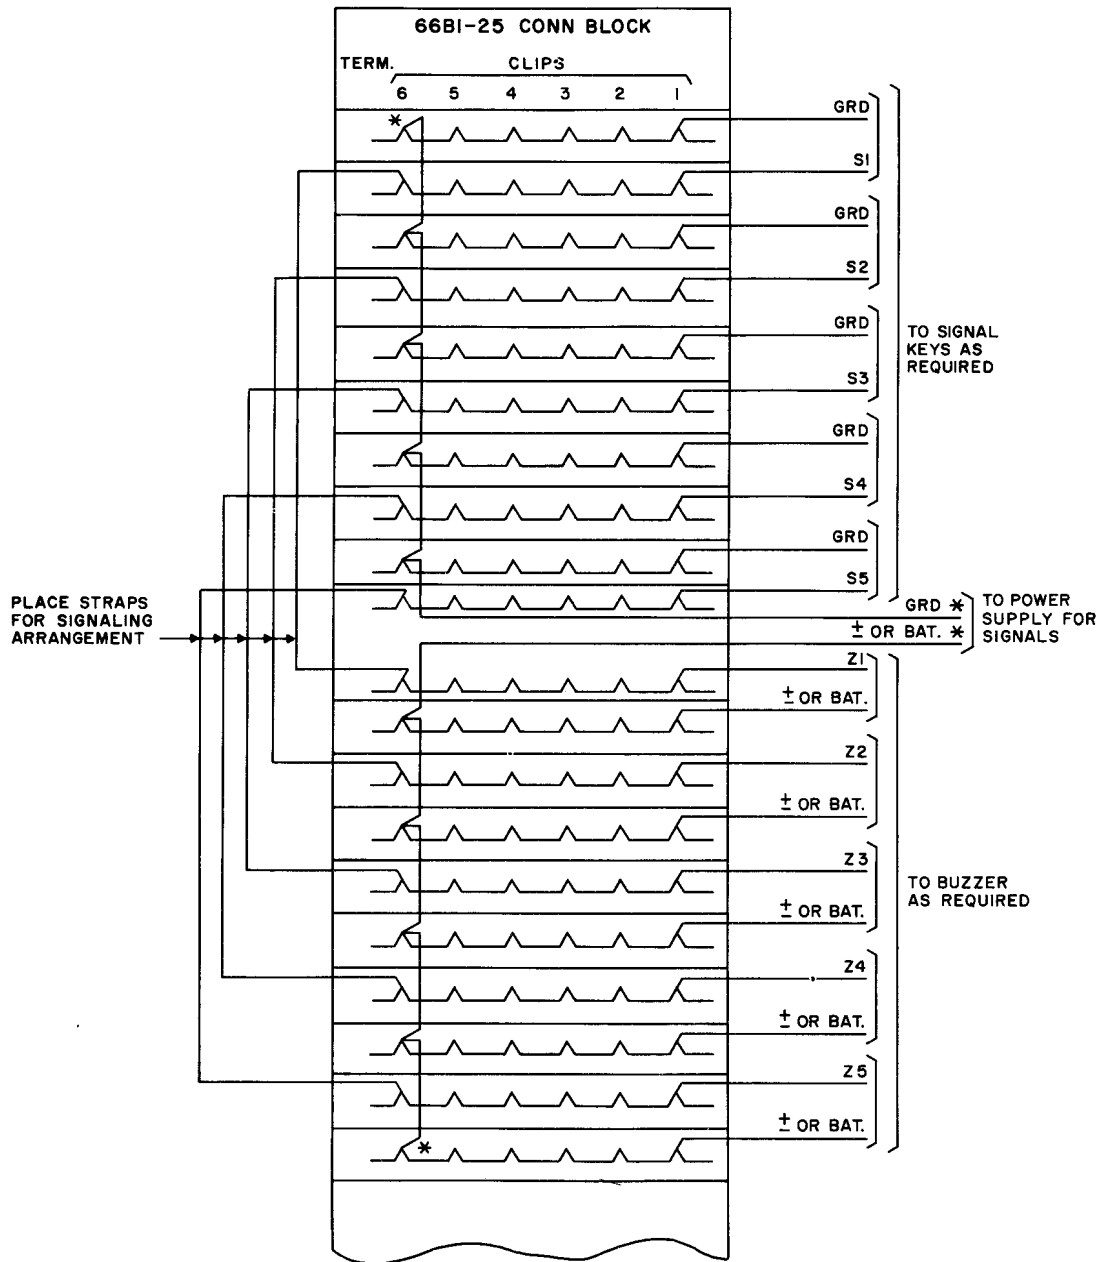 66B1-25 CONN BLOCK
TERM.
CLIPS
6 5 4 3 2 1
*
GRD
S1
GRD
S2
GRD
S3
GRD
S4
GRD
S5
TO SIGNAL
KEYS AS
REQUIRED
PLACE STRAPS
FOR SIGNALING
ARRANGEMENT
GRD *
± OR BAT. *
TO POWER
SUPPLY FOR
SIGNALS
Z1
± OR BAT.
Z2
± OR BAT.
Z3
± OR BAT.
Z4
± OR BAT.
Z5
± OR BAT.
*
TO BUZZER
AS REQUIRED